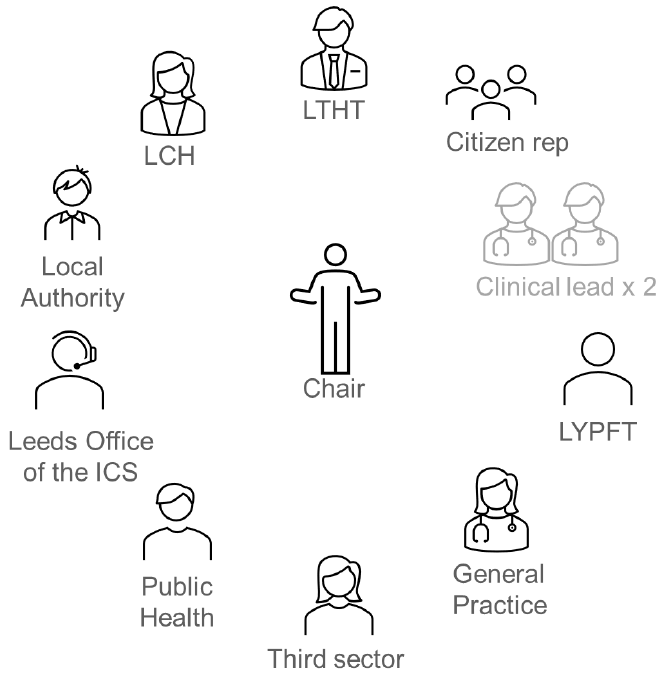 LTHT
Citizen rep
LCH
Clinical lead x 2
Local
Authority
Chair
LYPFT
Leeds Office
of the ICS
General
Practice
Public
Health
Third sector